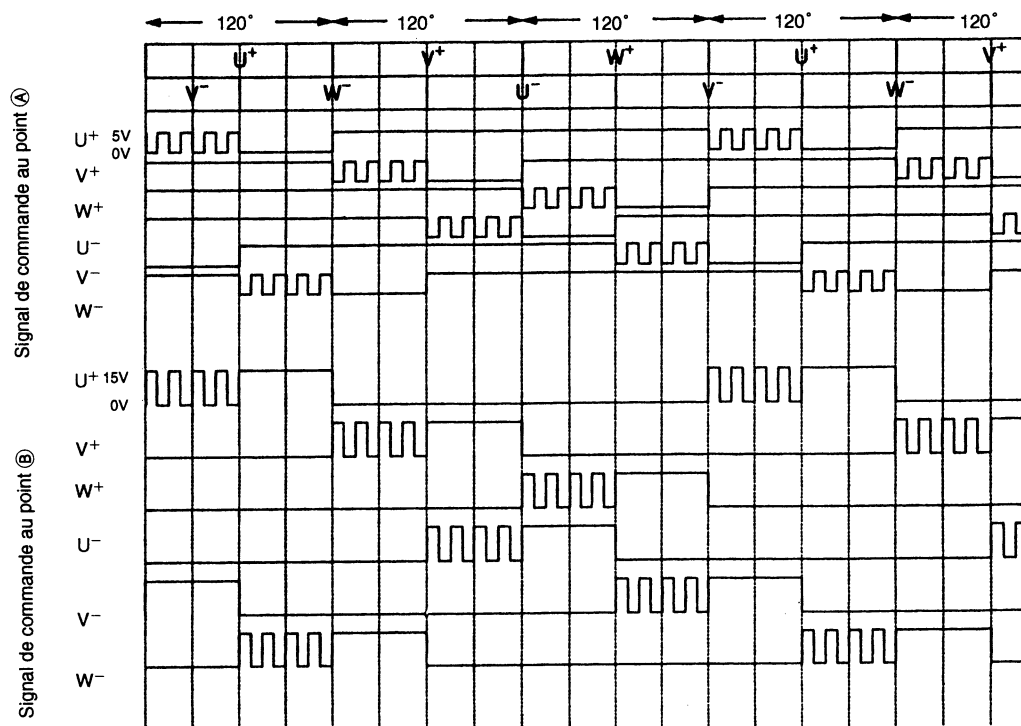 120° 120° 120° 120° 120°
U⁺ V⁺ W⁺ U⁺ V⁺
V⁻ W⁻ U⁻ V⁻ W⁻
Signal de commande au point Ⓐ
U⁺ 5V
0V
V⁺
W⁺
U⁻
V⁻
W⁻
Signal de commande au point Ⓑ
U⁺ 15V
0V
V⁺
W⁺
U⁻
V⁻
W⁻